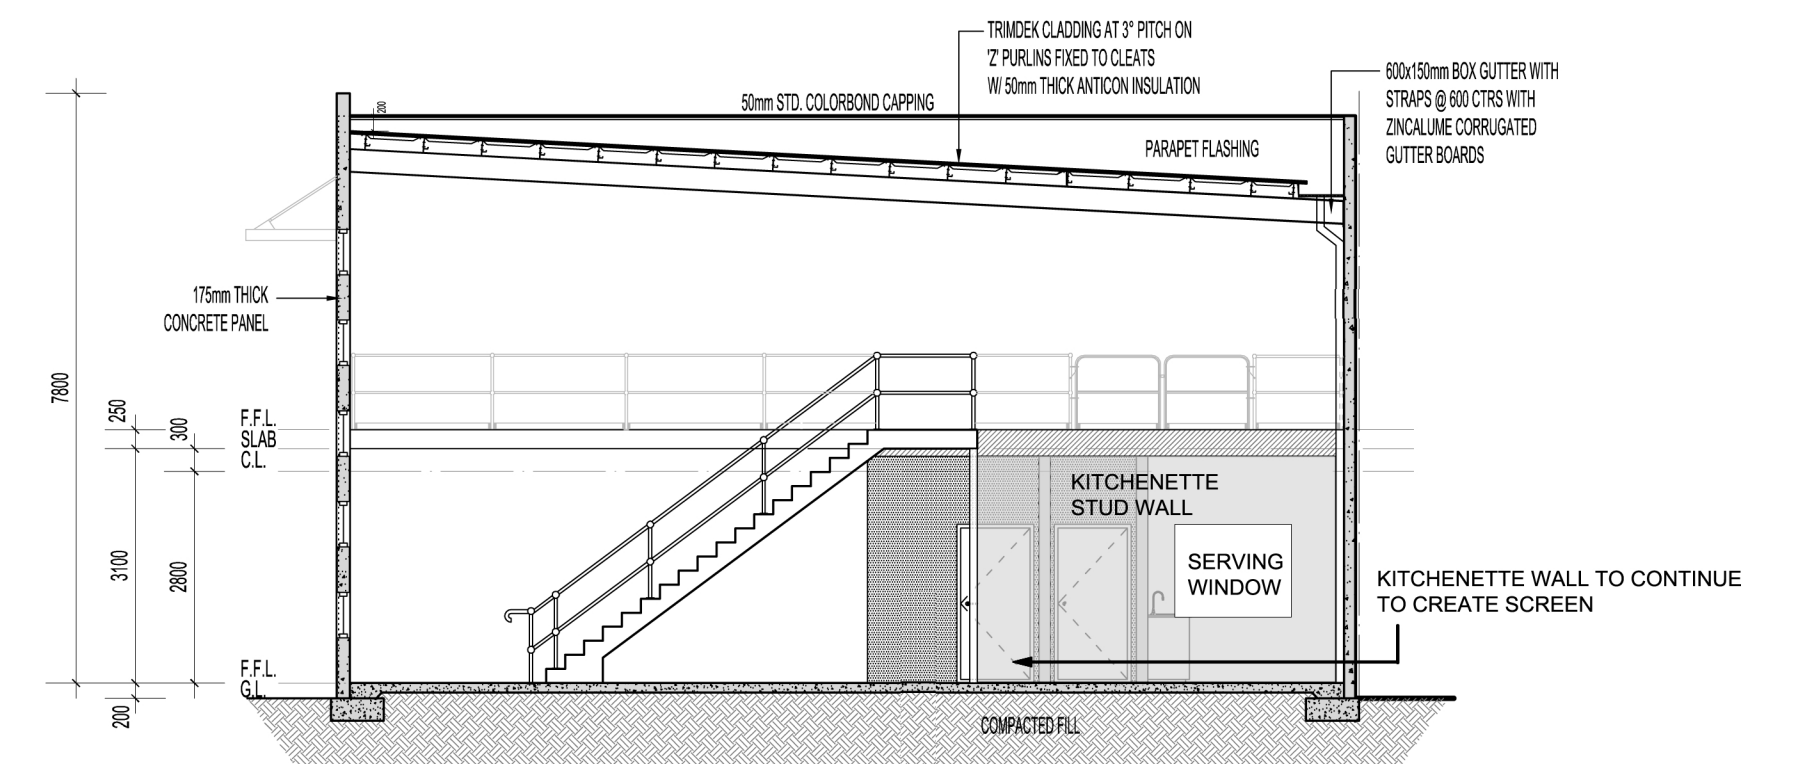 TRIMDEK CLADDING AT 3° PITCH ON
'Z' PURLINS FIXED TO CLEATS
W/ 50mm THICK ANTICON INSULATION
600x150mm BOX GUTTER WITH
STRAPS @ 600 CTRS WITH
ZINCALUME CORRUGATED
GUTTER BOARDS
50mm STD. COLORBOND CAPPING
200
PARAPET FLASHING
175mm THICK
CONCRETE PANEL
7800
250
300
F.F.L.
SLAB
C.L.
3100
2800
KITCHENETTE
STUD WALL
SERVING
WINDOW
KITCHENETTE WALL TO CONTINUE
TO CREATE SCREEN
F.F.L.
G.L.
200
COMPACTED FILL